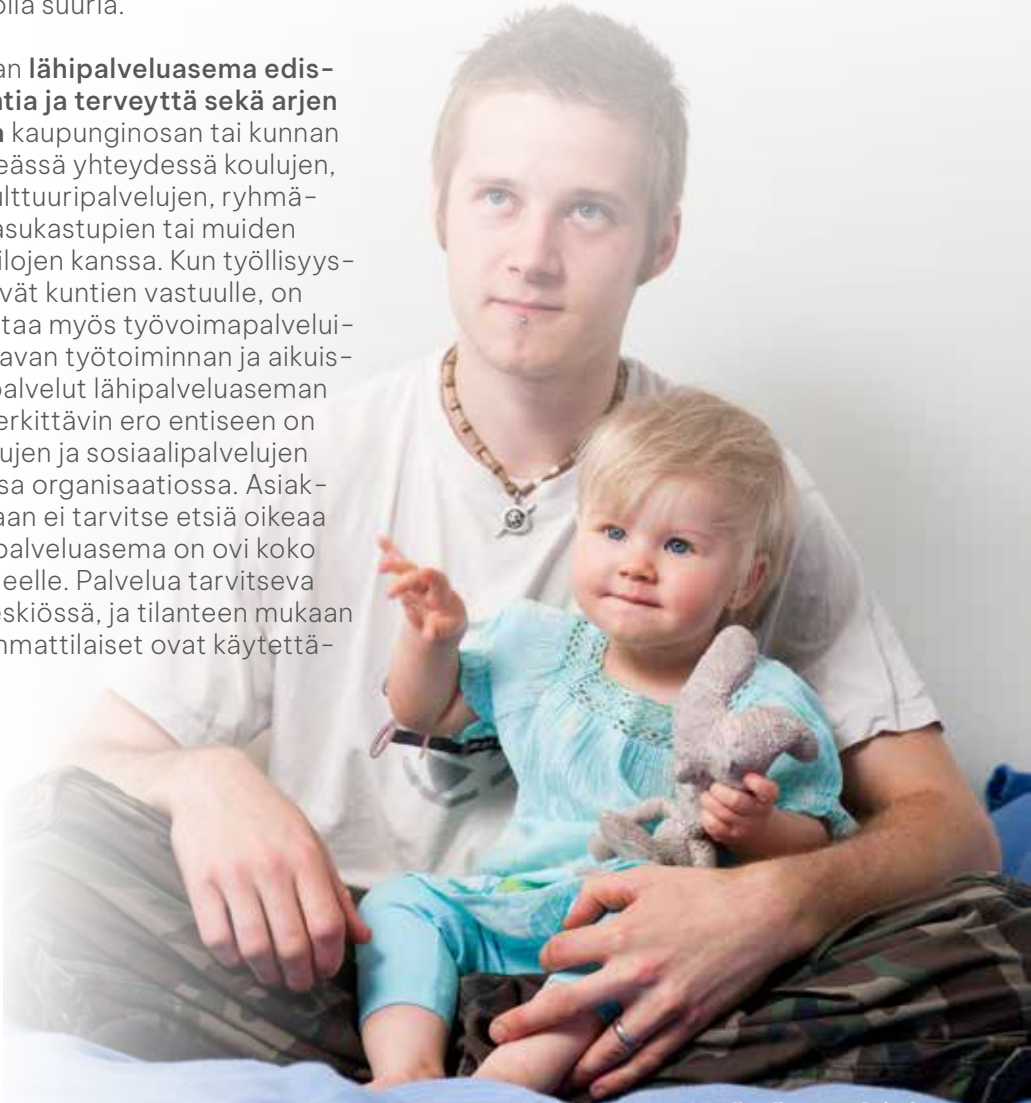 olla suuria.
an lähipalveluasema edis-
tia ja terveyttä sekä arjen
kaupunginosan tai kunnan
eässä yhteydessä koulujen,
lttuuripalvelujen, ryhmä-
asukastupien tai muiden
ilojen kanssa. Kun työllisyys-
vät kuntien vastuulle, on
taa myös työvoimapalvelui-
avan työtoiminnan ja aikuis-
palvelut lähipalveluaseman
erkittävin ero entiseen on
ujen ja sosiaalipalvelujen
sa organisaatiossa. Asiak-
aan ei tarvitse etsiä oikeaa
palveluasema on ovi koko
eelle. Palvelua tarvitseva
eskiössä, ja tilanteen mukaan
mmattilaiset ovat käytettä-